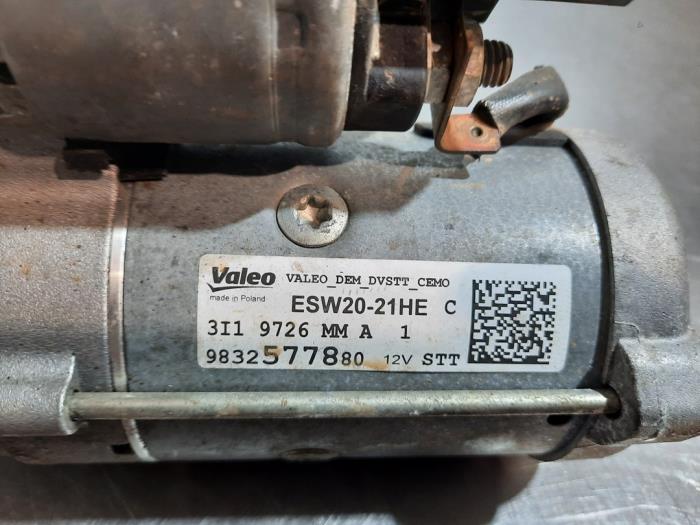 Valeo VALEO_DEM_DVSTT_CEMO
made in Poland ESW20-21HE C
3I1 9726 MM A 1
9832577880 12V STT